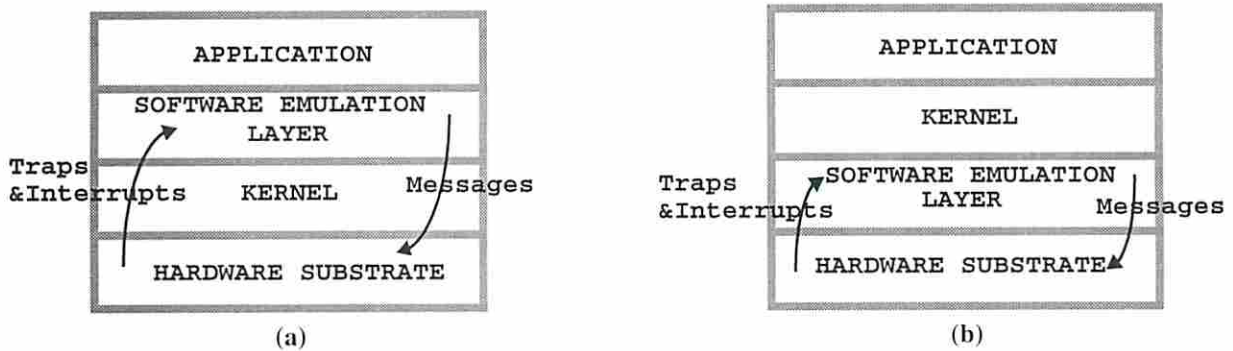 APPLICATION
SOFTWARE EMULATION
LAYER
Traps
&Interrupts
KERNEL
Messages
HARDWARE SUBSTRATE
(a)
APPLICATION
KERNEL
Traps
&Interrupts
SOFTWARE EMULATION
LAYER
Messages
HARDWARE SUBSTRATE
(b)